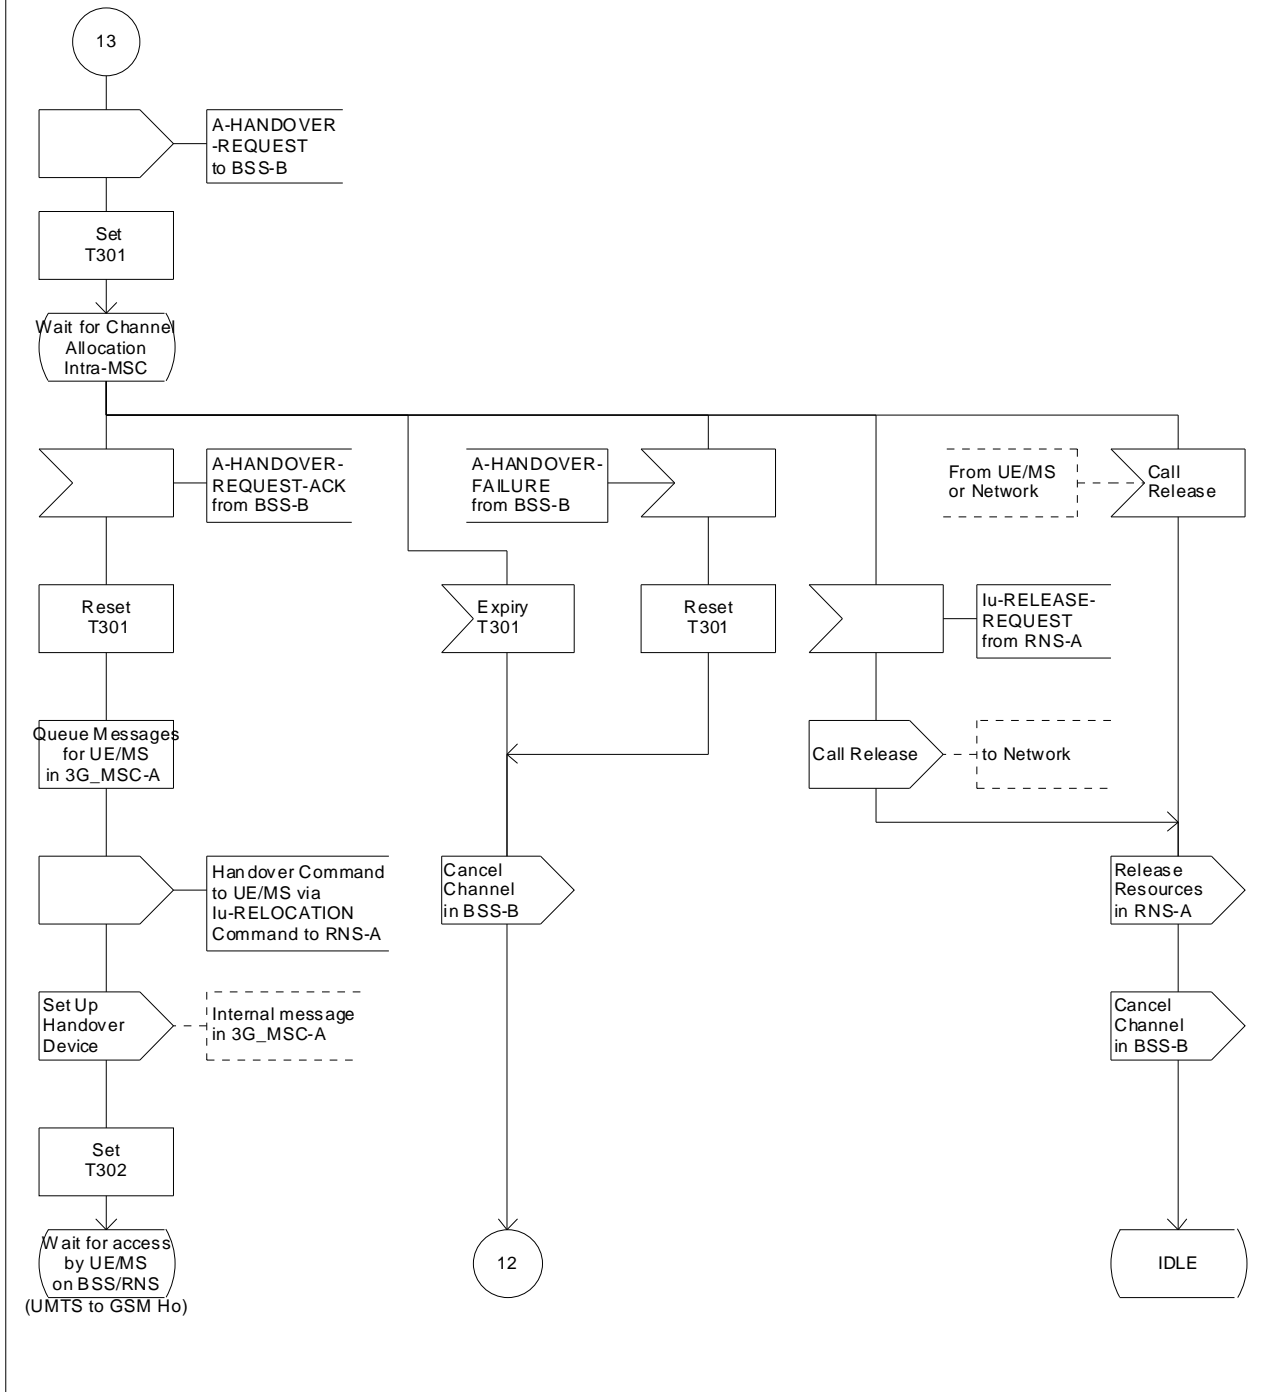 13
A-HANDOVER
-REQUEST
to BSS-B
Set
T301
Wait for Channel
Allocation
Intra-MSC
A-HANDOVER-
REQUEST-ACK
from BSS-B
A-HANDOVER-
FAILURE
from BSS-B
From UE/MS
or Network
Call
Release
Reset
T301
Expiry
T301
Reset
T301
Iu-RELEASE-
REQUEST
from RNS-A
Queue Messages
for UE/MS
in 3G_MSC-A
Call Release
to Network
Handover Command
to UE/MS via
Iu-RELOCATION
Command to RNS-A
Cancel
Channel
in BSS-B
Release
Resources
in RNS-A
Set Up
Handover
Device
Internal message
in 3G_MSC-A
Cancel
Channel
in BSS-B
Set
T302
Wait for access
by UE/MS
on BSS/RNS
(UMTS to GSM Ho)
12
IDLE